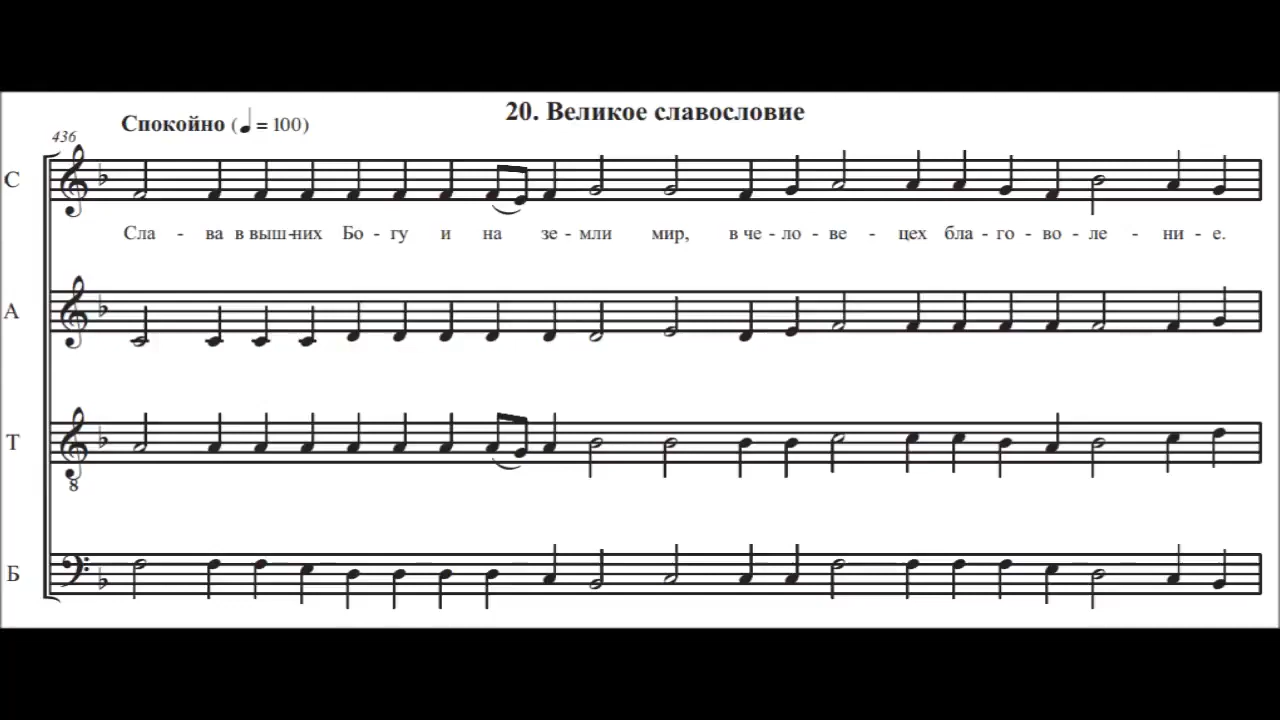 20. Великое славословие
Спокойно (♩ = 100)
436
С
Сла - ва в выш-них Бо - гу и на зе - мли мир, в че - ло - ве - цех бла - го - во - ле - ни - е.
А
Т
8
Б